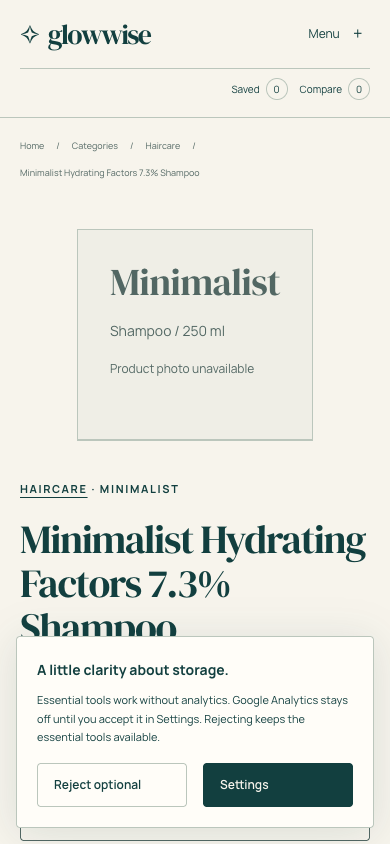 glowwise
Menu +
Saved 0 Compare 0
Home / Categories / Haircare /
Minimalist Hydrating Factors 7.3% Shampoo
Minimalist
Shampoo / 250 ml
Product photo unavailable
HAIRCARE · MINIMALIST
Minimalist Hydrating
Factors 7.3%
Shampoo
A little clarity about storage.
Essential tools work without analytics. Google Analytics stays
off until you accept it in Settings. Rejecting keeps the
essential tools available.
Reject optional
Settings